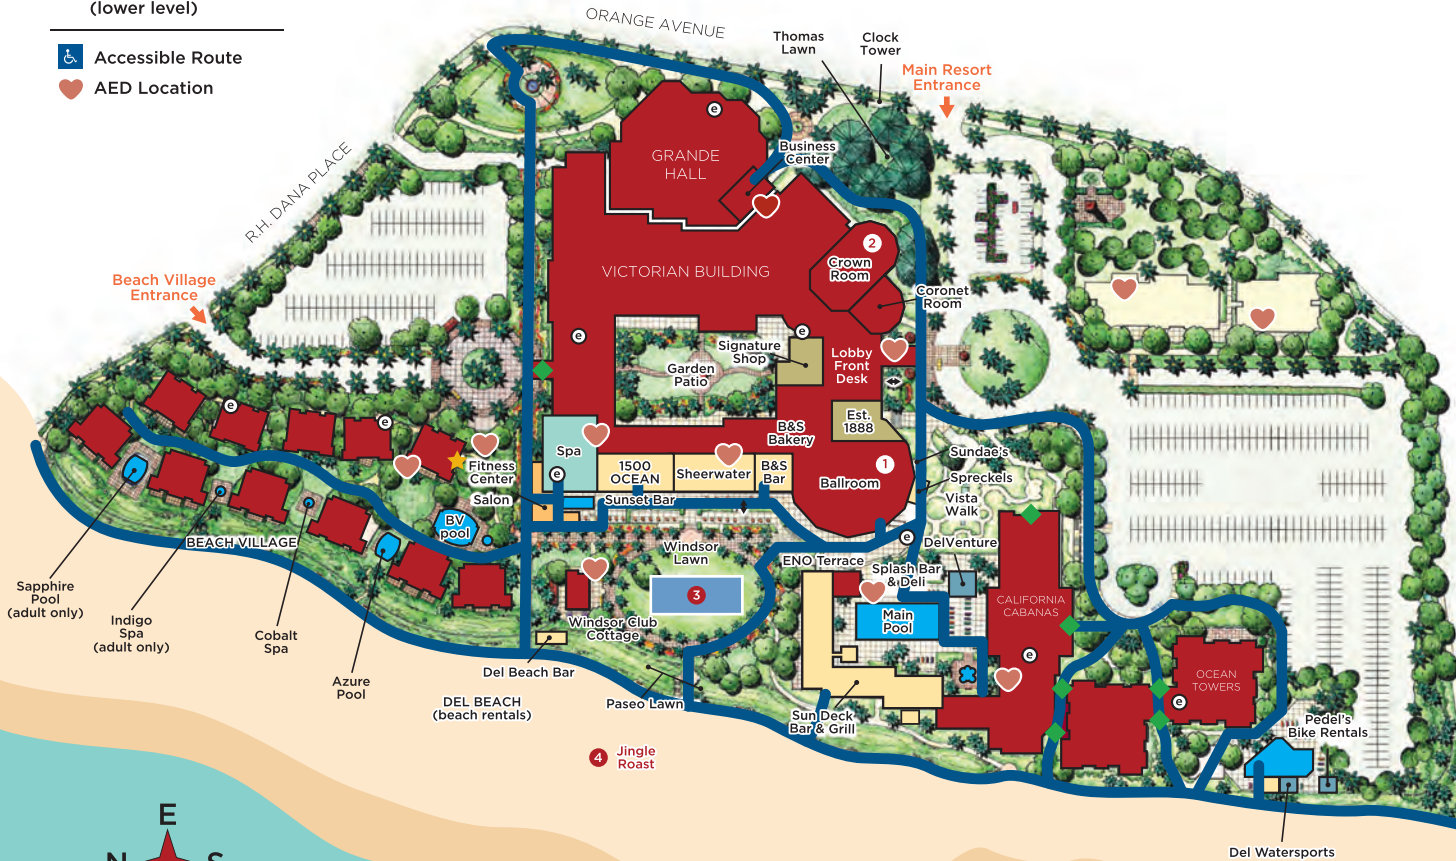 (lower level)
Accessible Route
AED Location
ORANGE AVENUE
Thomas
Lawn
Clock
Tower
Main Resort
Entrance
R.H. DANA PLACE
Beach Village
Entrance
e
GRANDE
HALL
Business
Center
VICTORIAN BUILDING
2
Crown
Room
Coronet
Room
e
e
Signature
Shop
Garden
Patio
Lobby
Front
Desk
Est.
1888
B&S
Bakery
e
e
Spa
e
1500
OCEAN
Sheerwater
B&S
Bar
1
Ballroom
Sundae's
Spreckels
Vista
Walk
Fitness
Center
Salon
Sunset Bar
BV
pool
BEACH VILLAGE
Windsor
Lawn
e
DelVenture
ENO Terrace
Splash Bar
& Deli
3
Main
Pool
CALIFORNIA
CABANAS
e
Windsor Club
Cottage
Sapphire
Pool
(adult only)
Indigo
Spa
(adult only)
Cobalt
Spa
Azure
Pool
Del Beach Bar
DEL BEACH
(beach rentals)
Paseo Lawn
Sun Deck
Bar & Grill
OCEAN
TOWERS
e
Pedel's
Bike Rentals
4
Jingle
Roast
Del Watersports
E
N
S